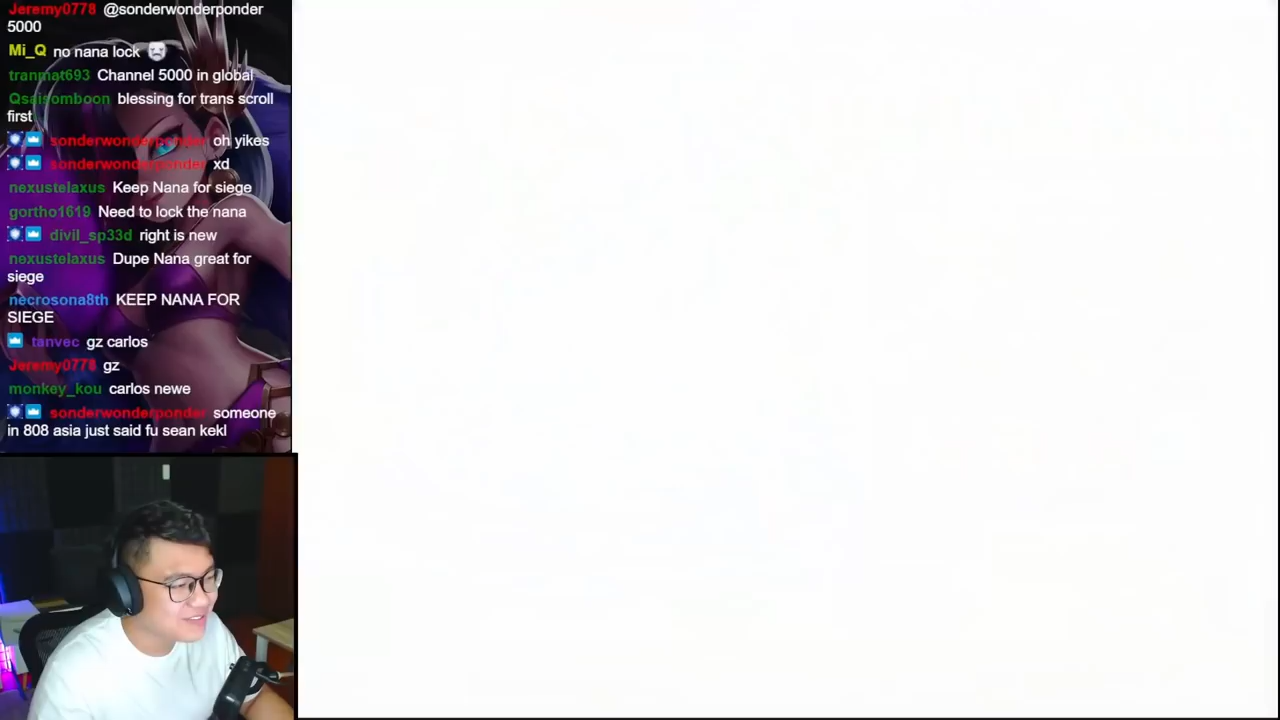 Jeremy0778 @sonderwonderponder
5000
Mi_Q no nana lock
tranmat693 Channel 5000 in global
Qsaisomboon blessing for trans scroll
first
sonderwonderponder oh yikes
sonderwonderponder xd
nexustelaxus Keep Nana for siege
gortho1619 Need to lock the nana
divil_sp33d right is new
nexustelaxus Dupe Nana great for
siege
necrosona8th KEEP NANA FOR
SIEGE
tanvec gz carlos
Jeremy0778 gz
monkey_kou carlos newe
sonderwonderponder someone
in 808 asia just said fu sean kekl